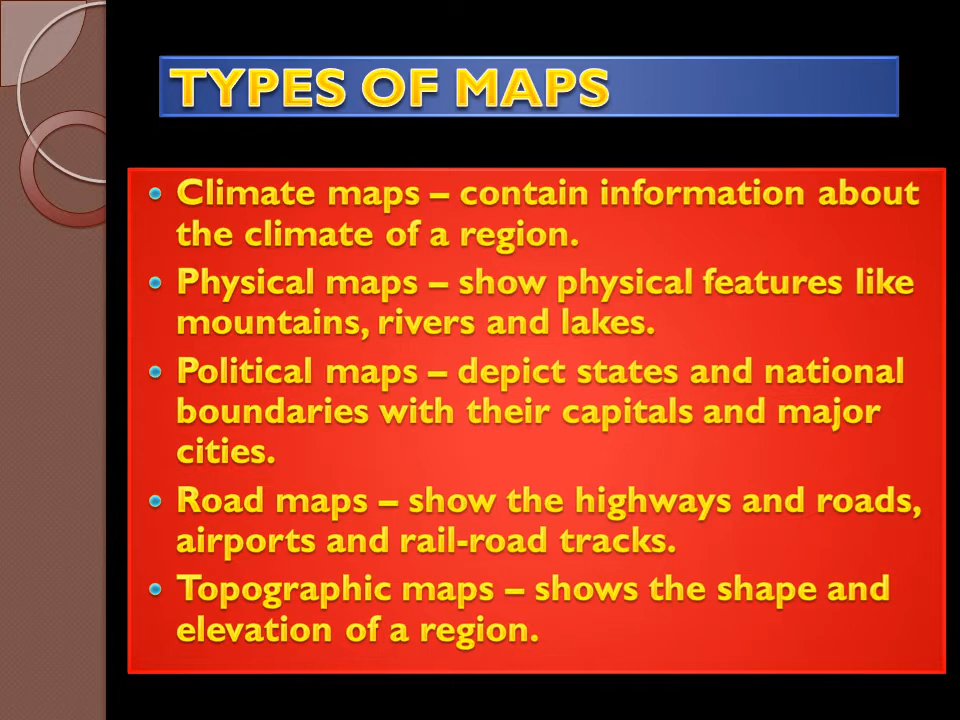 TYPES OF MAPS
• Climate maps – contain information about
the climate of a region.
• Physical maps – show physical features like
mountains, rivers and lakes.
• Political maps – depict states and national
boundaries with their capitals and major
cities.
• Road maps – show the highways and roads,
airports and rail-road tracks.
• Topographic maps – shows the shape and
elevation of a region.